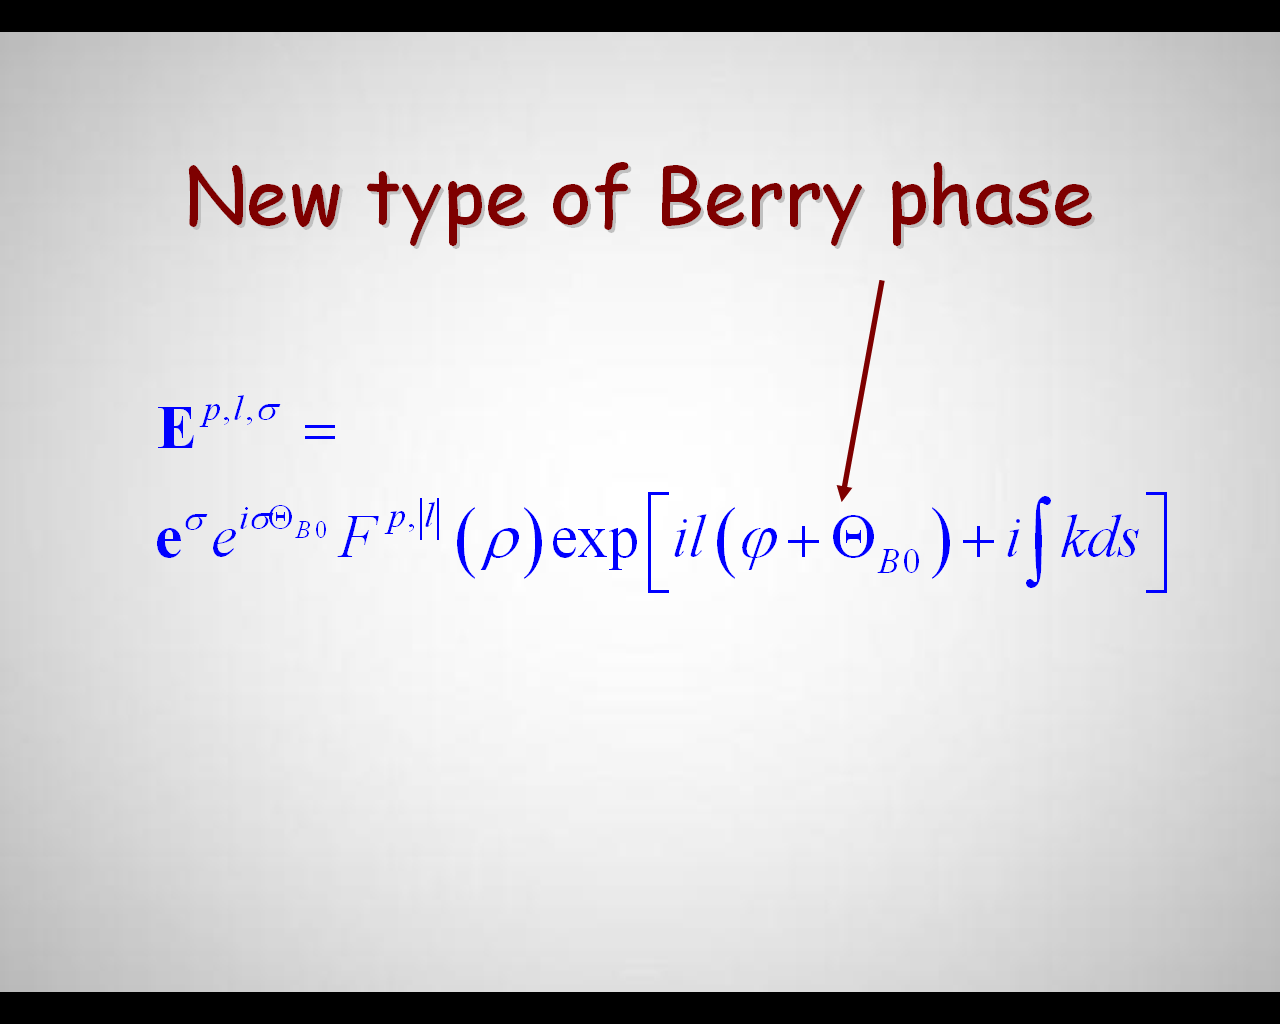 New type of Berry phase
𝐄^{p,l,σ} =
𝐞^σ e^{iσΘ_{B0}} F^{p,|l|}(ρ) exp[il(φ + Θ_{B0}) + i∫kds]